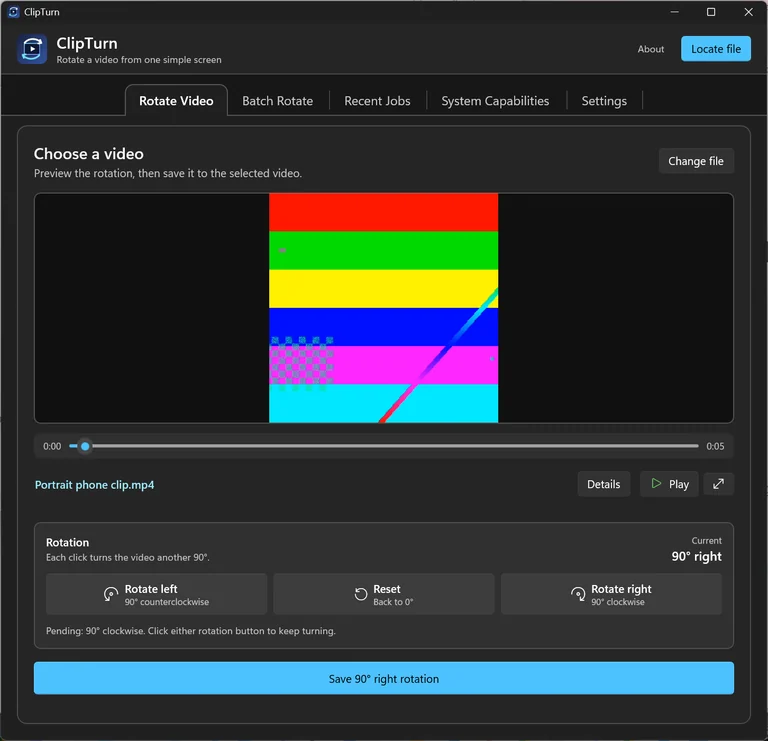 ClipTurn
ClipTurn
Rotate a video from one simple screen
About
Locate file
Rotate Video
Batch Rotate
Recent Jobs
System Capabilities
Settings
Choose a video
Preview the rotation, then save it to the selected video.
Change file
0:00
0:05
Portrait phone clip.mp4
Details
Play
Rotation
Each click turns the video another 90°.
Current
90° right
Rotate left
90° counterclockwise
Reset
Back to 0°
Rotate right
90° clockwise
Pending: 90° clockwise. Click either rotation button to keep turning.
Save 90° right rotation